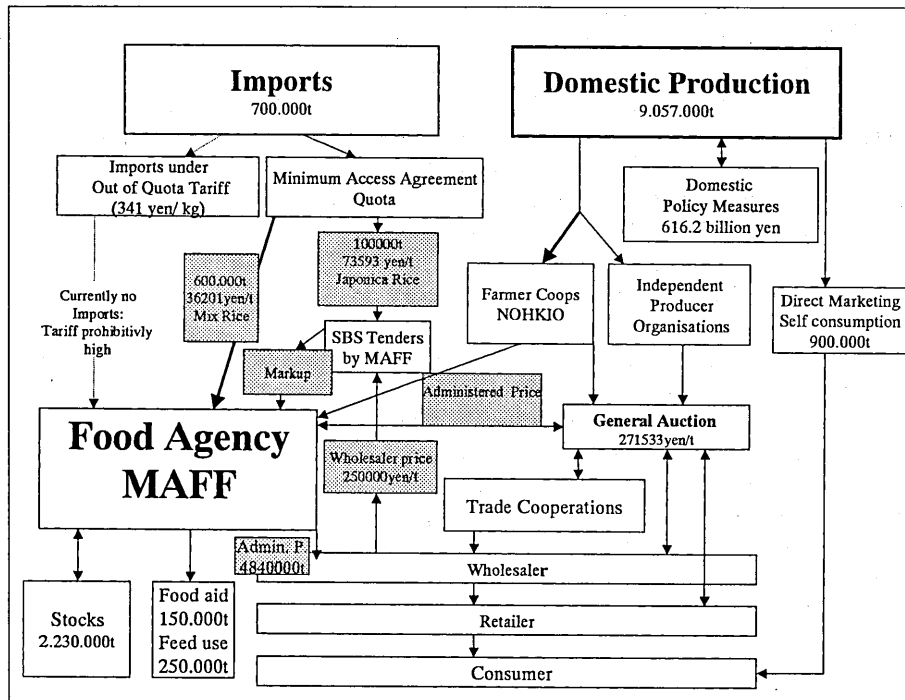 Imports
700.000t
Domestic Production
9.057.000t
Imports under
Out of Quota Tariff
(341 yen/ kg)
Minimum Access Agreement
Quota
Domestic
Policy Measures
616.2 billion yen
600.000t
36201yen/t
Mix Rice
100000t
73593 yen/t
Japonica Rice
Currently no
Imports:
Tariff prohibitivly
high
Farmer Coops
NOHKIO
Independent
Producer
Organisations
Direct Marketing
Self consumption
900.000t
SBS Tenders
by MAFF
Markup
Administered Price
Food Agency
MAFF
General Auction
271533yen/t
Wholesaler price
250000yen/t
Trade Cooperations
Admin. P.
4840000t
Wholesaler
Stocks
2.230.000t
Food aid
150.000t
Feed use
250.000t
Retailer
Consumer